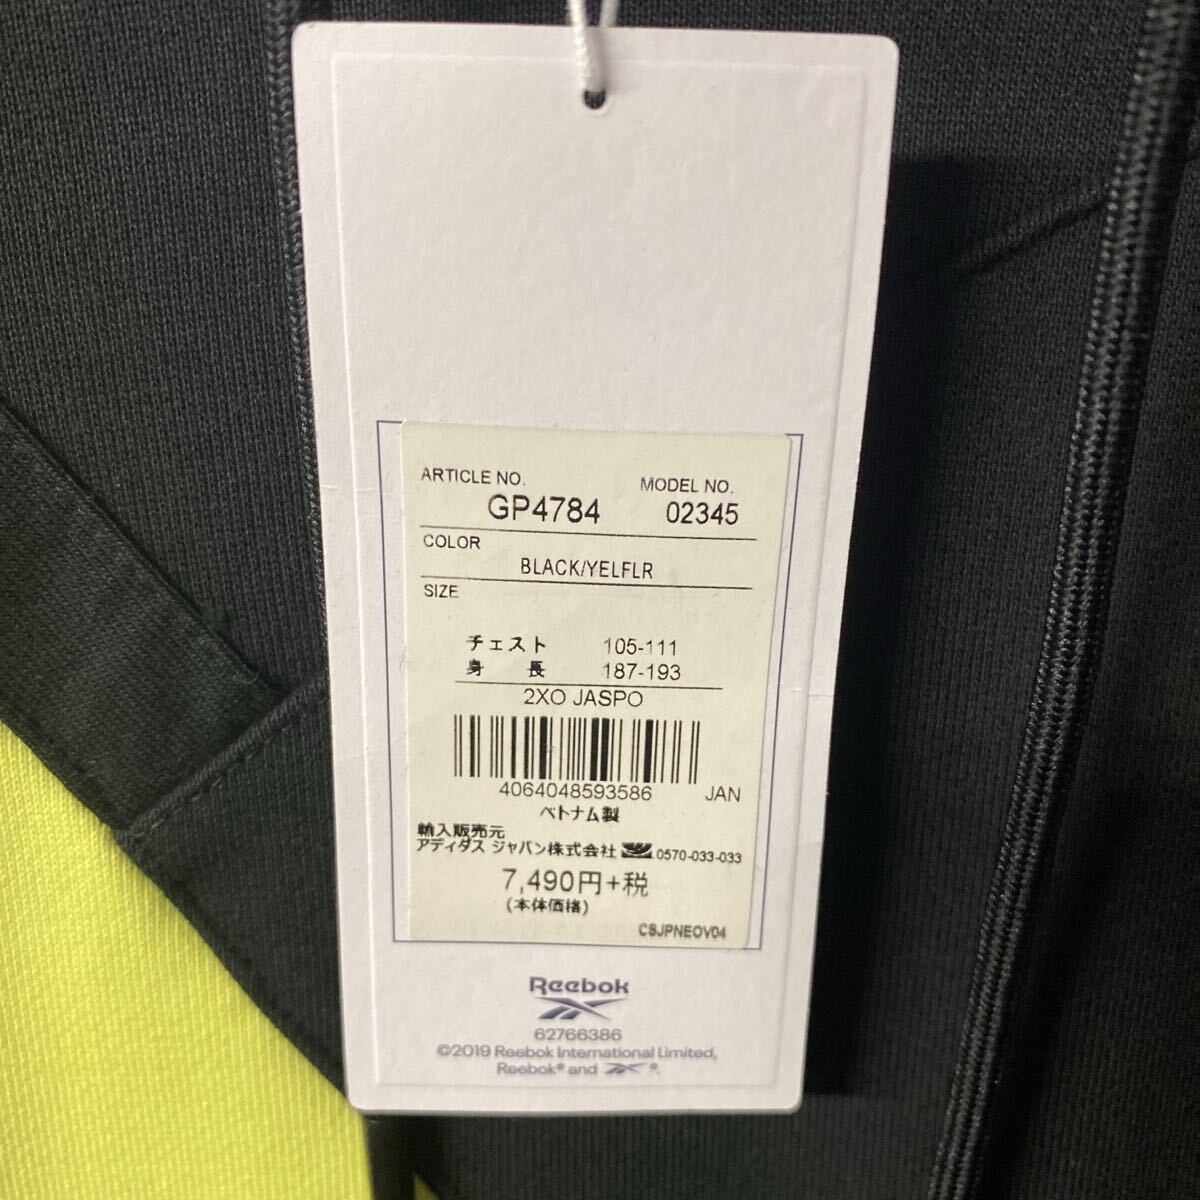 ARTICLE NO.
MODEL NO.
GP4784
02345
COLOR
BLACK/YELFLR
SIZE
チェスト 105-111
身 長 187-193
2XO JASPO
4064048593586
JAN
ベトナム製
輸入販売元
アディダス ジャパン株式会社 0570-033-033
7,490円+税
(本体価格)
CSJPNEOV04
Reebok
62766386
©2019 Reebok International Limited,
Reebok® and ®.